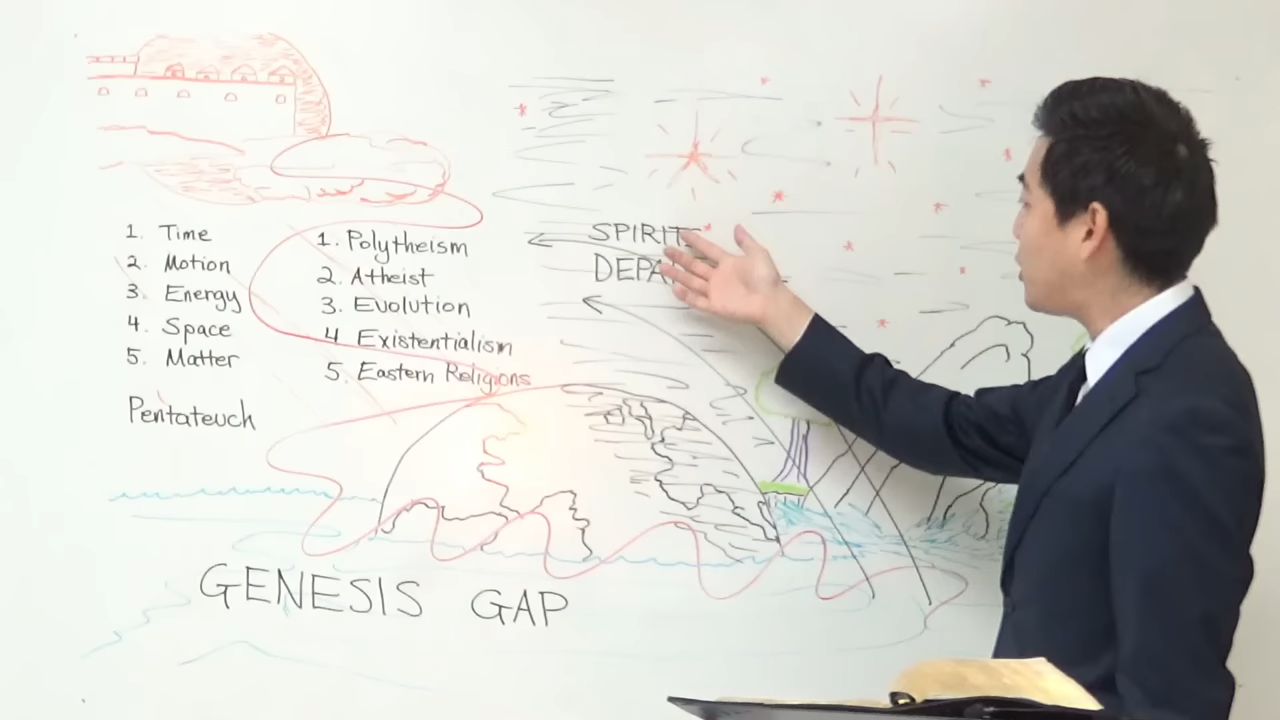 1. Time
2. Motion
3. Energy
4. Space
5. Matter
Pentateuch
1. Polytheism
2. Atheist
3. Evolution
4 Existentialism
5. Eastern Religions
GENESIS GAP